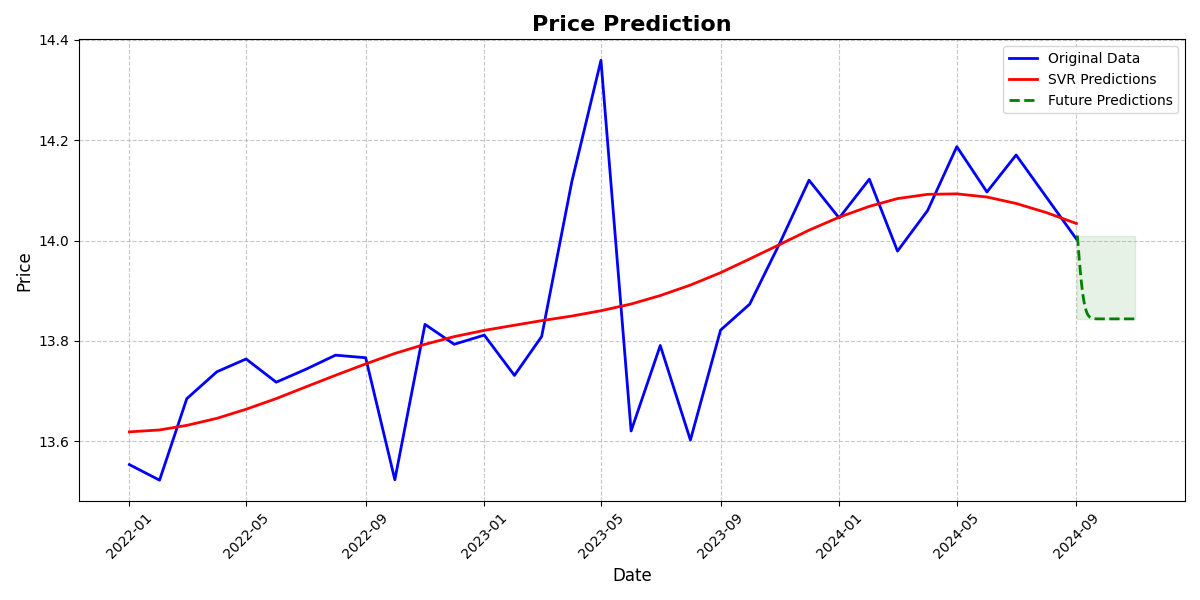 Price Prediction
Original Data
SVR Predictions
Future Predictions
14.4
14.2
14.0
13.8
13.6
Price
2022-01
2022-05
2022-09
2023-01
2023-05
2023-09
2024-01
2024-05
2024-09
Date